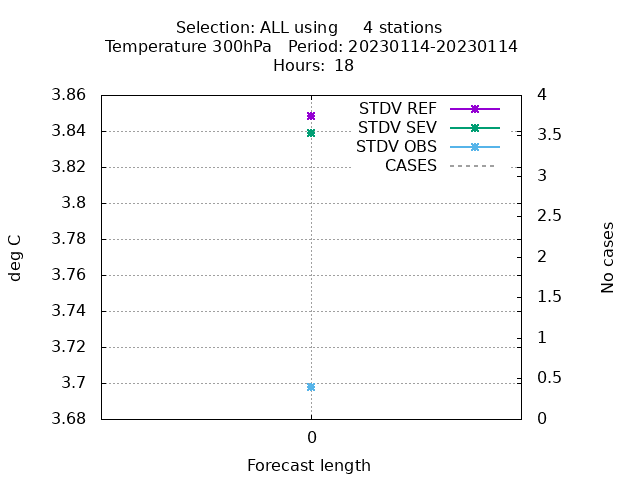 Selection: ALL using     4 stations
Temperature 300hPa   Period: 20230114-20230114
Hours: 18
3.86
3.84
3.82
3.8
3.78
3.76
3.74
3.72
3.7
3.68
deg C
STDV REF
STDV SEV
STDV OBS
CASES
4
3.5
3
2.5
2
1.5
1
0.5
0
No cases
0
Forecast length